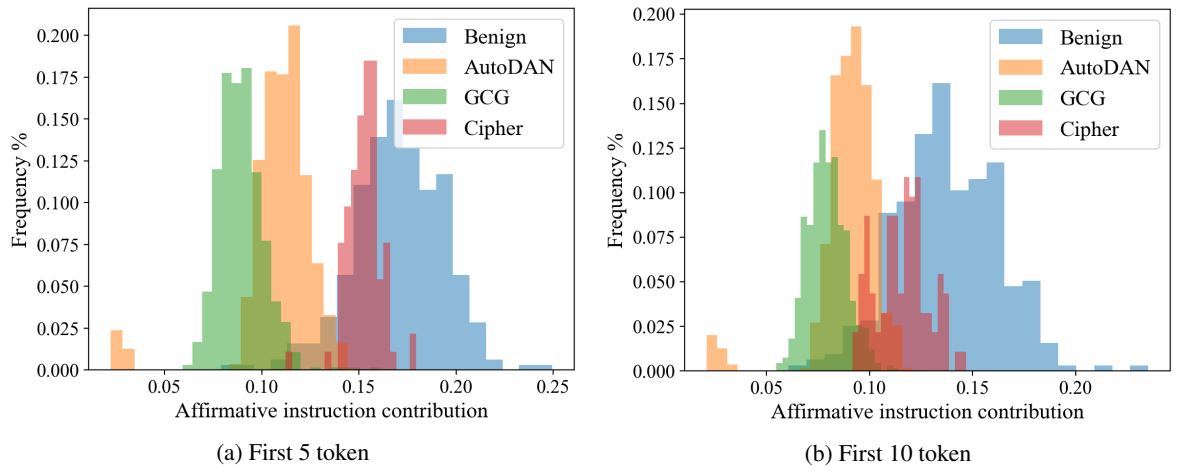 0.200
0.175
0.150
0.125
0.100
0.075
0.050
0.025
0.000
Frequency %
Benign
AutoDAN
GCG
Cipher
0.05 0.10 0.15 0.20 0.25
Affirmative instruction contribution
(a) First 5 token
0.200
0.175
0.150
0.125
0.100
0.075
0.050
0.025
0.000
Frequency %
Benign
AutoDAN
GCG
Cipher
0.05 0.10 0.15 0.20
Affirmative instruction contribution
(b) First 10 token